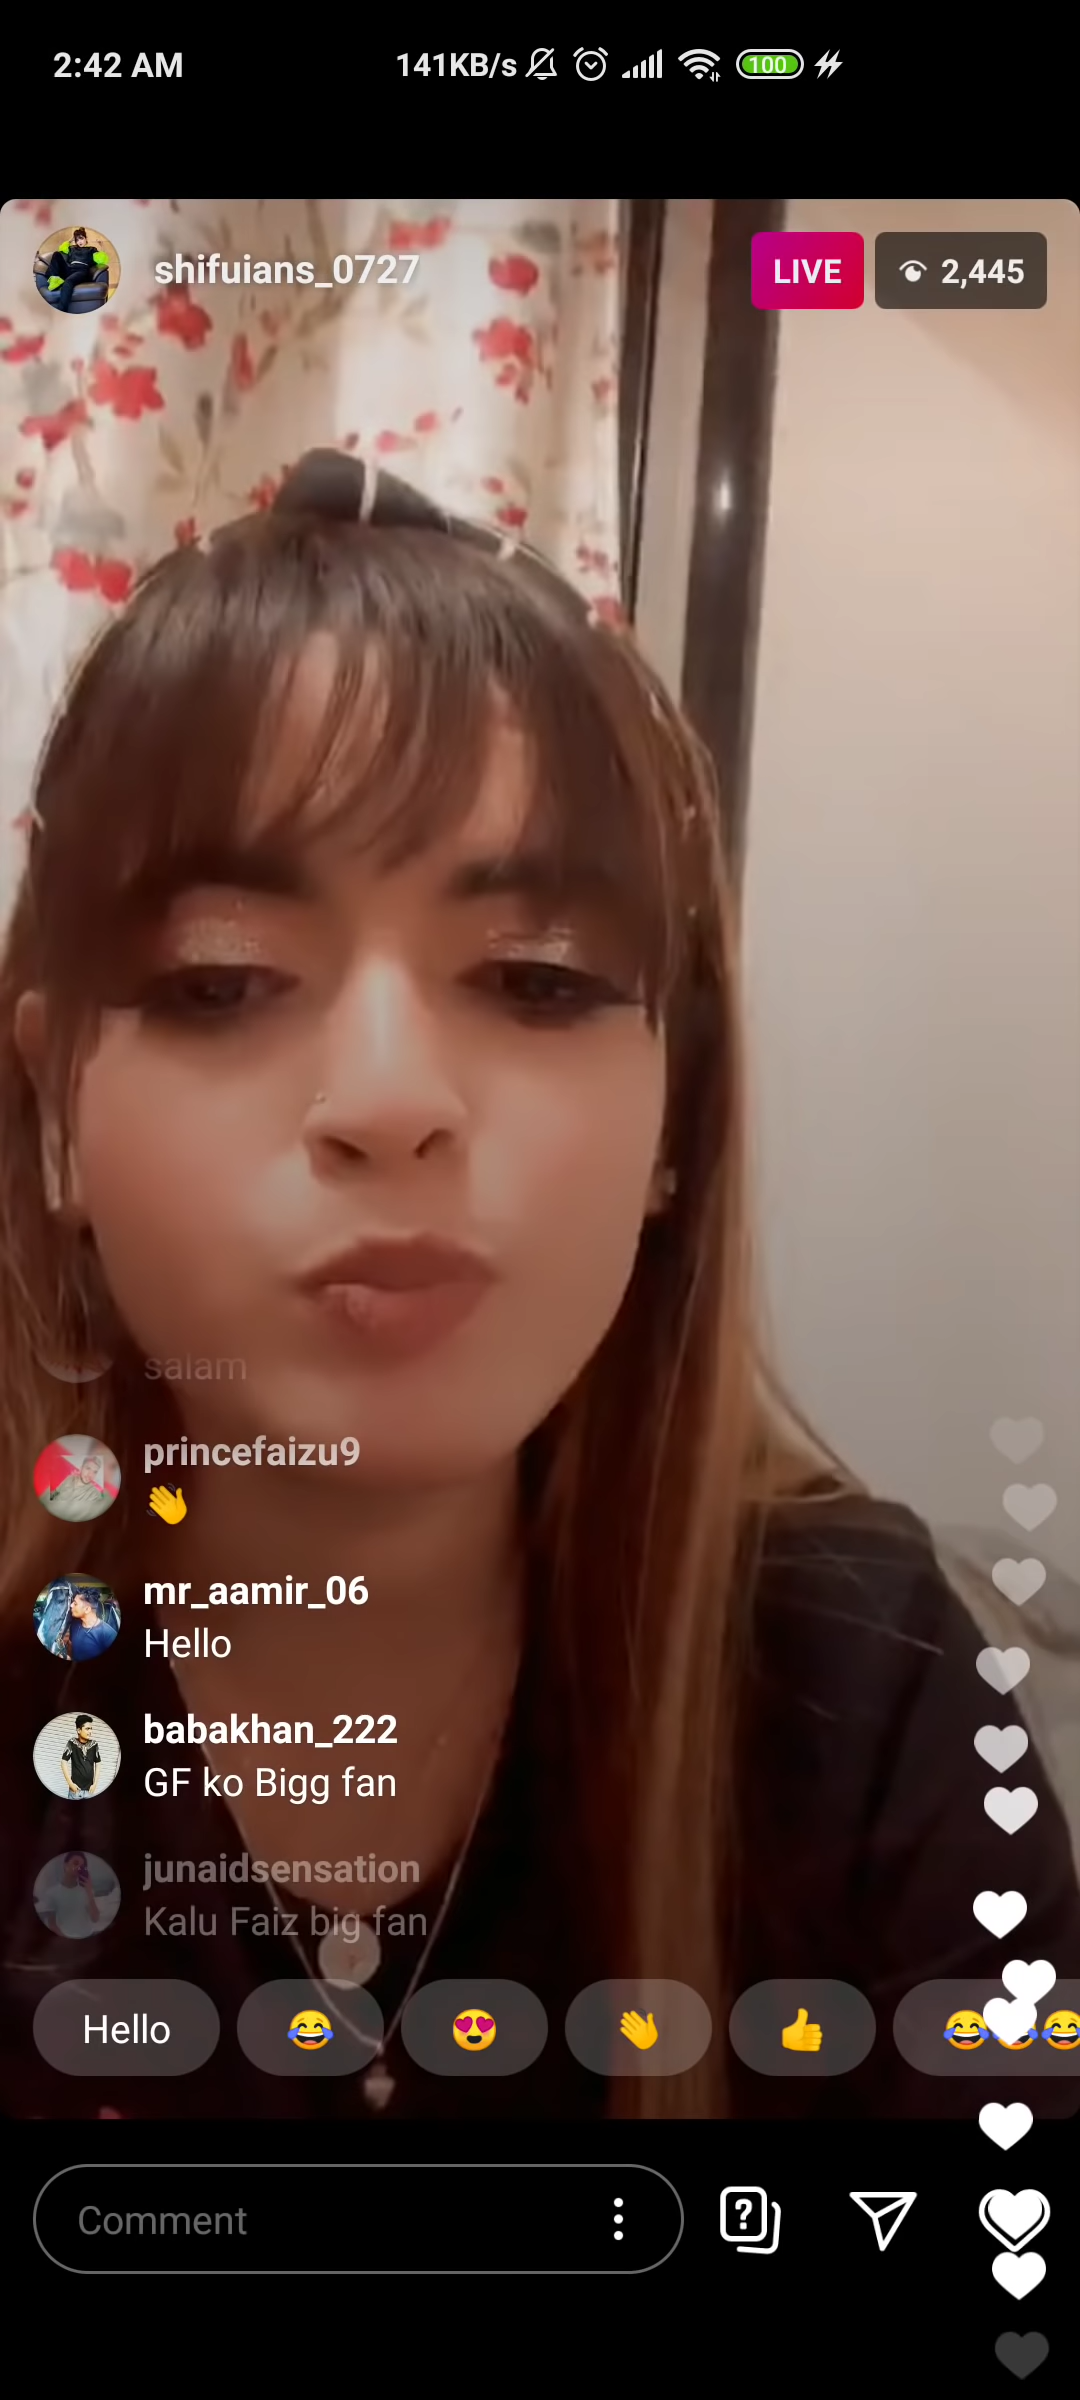 2:42 AM 141KB/s 100
shifuians_0727 LIVE 2,445
salam
princefaizu9
👋
mr_aamir_06
Hello
babakhan_222
GF ko Bigg fan
junaidsensation
Kalu Faiz big fan
Hello 😂 😍 👋 👍 😂😂😂
Comment